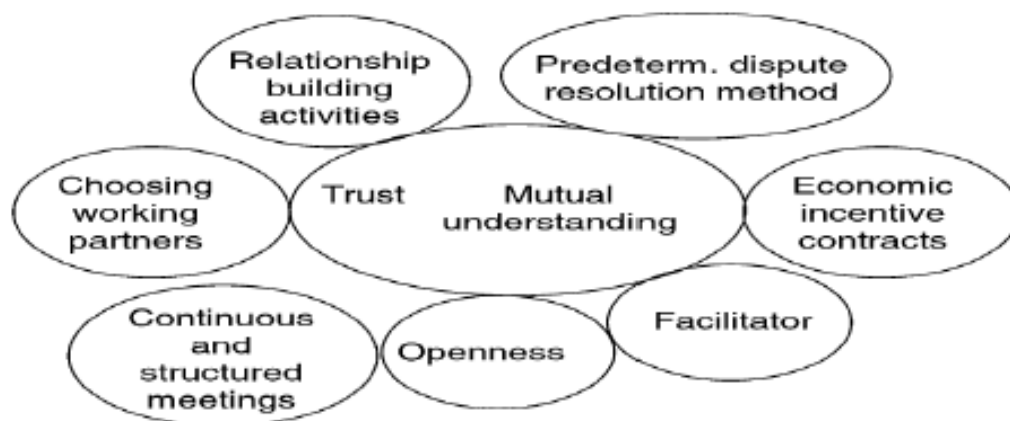 Relationship
building
activities
Predeterm. dispute
resolution method
Choosing
working
partners
Trust
Mutual
understanding
Economic
incentive
contracts
Continuous
and
structured
meetings
Openness
Facilitator